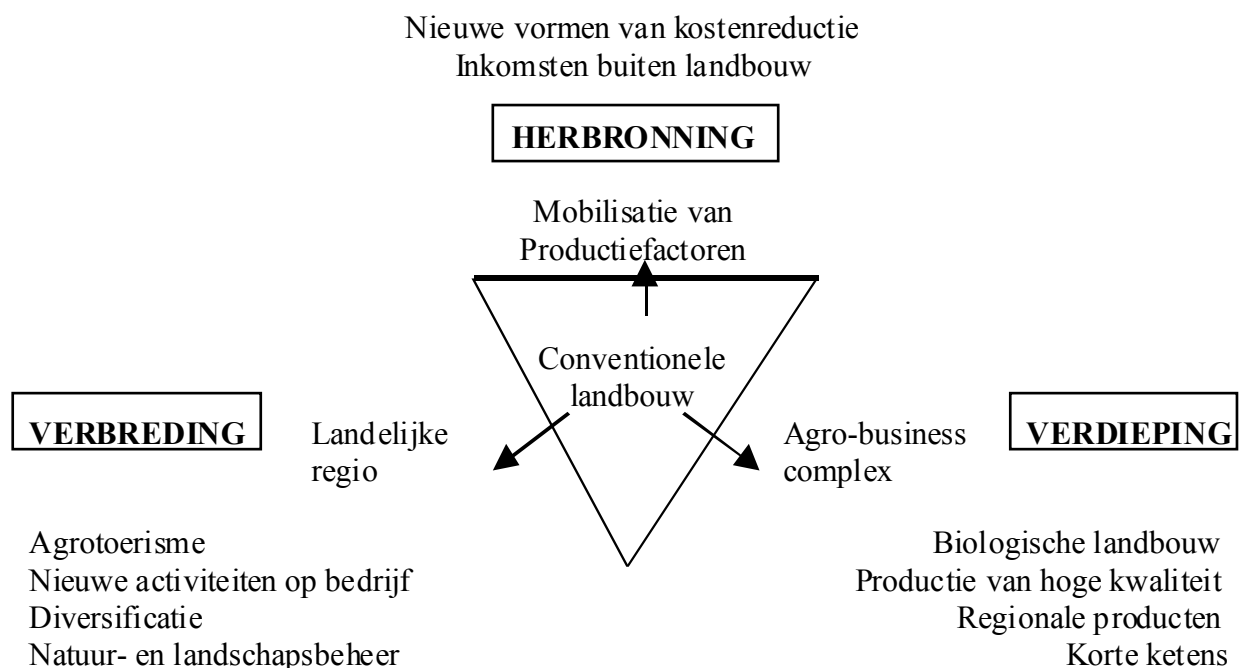 Nieuwe vormen van kostenreductie
Inkomsten buiten landbouw
HERBRONNING
Mobilisatie van
Productiefactoren
Conventionele
landbouw
VERBREDING
Landelijke
regio
Agro-business
complex
VERDIEPING
Agrotoerisme
Nieuwe activiteiten op bedrijf
Diversificatie
Natuur- en landschapsbeheer
Biologische landbouw
Productie van hoge kwaliteit
Regionale producten
Korte ketens